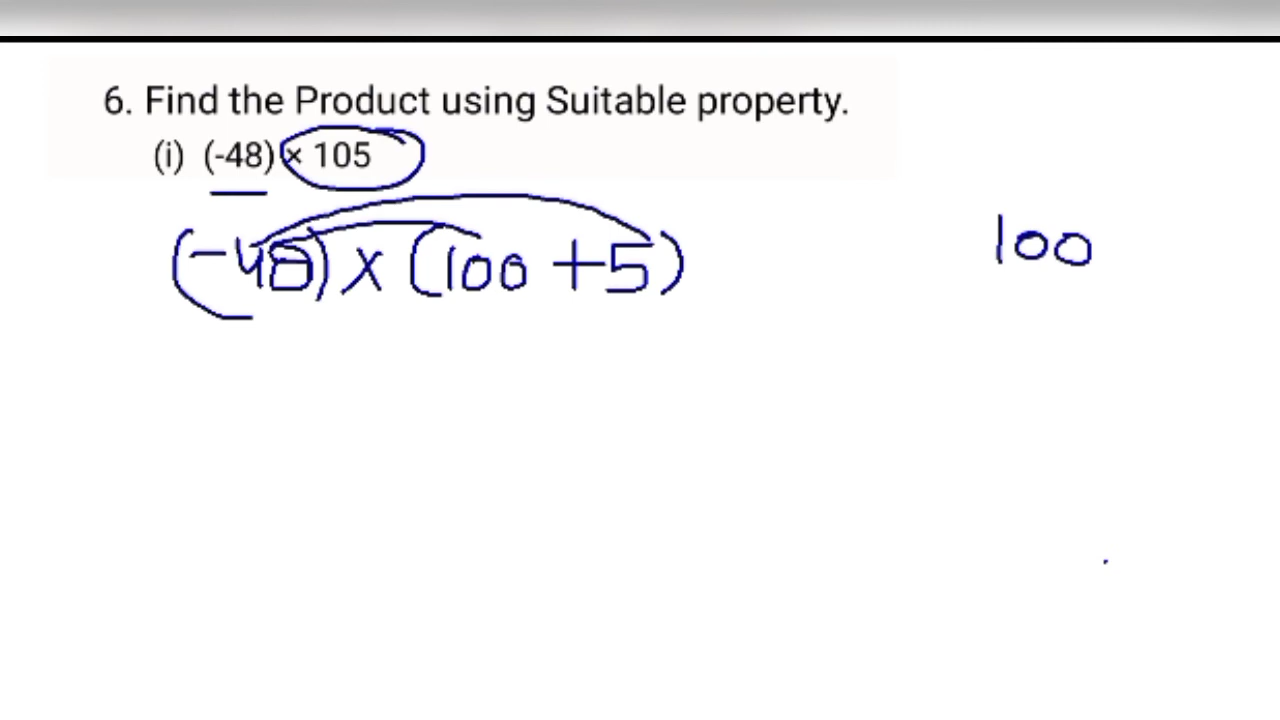 6. Find the Product using Suitable property.
(i) (-48) × 105
(-48) × (100 +5)
100